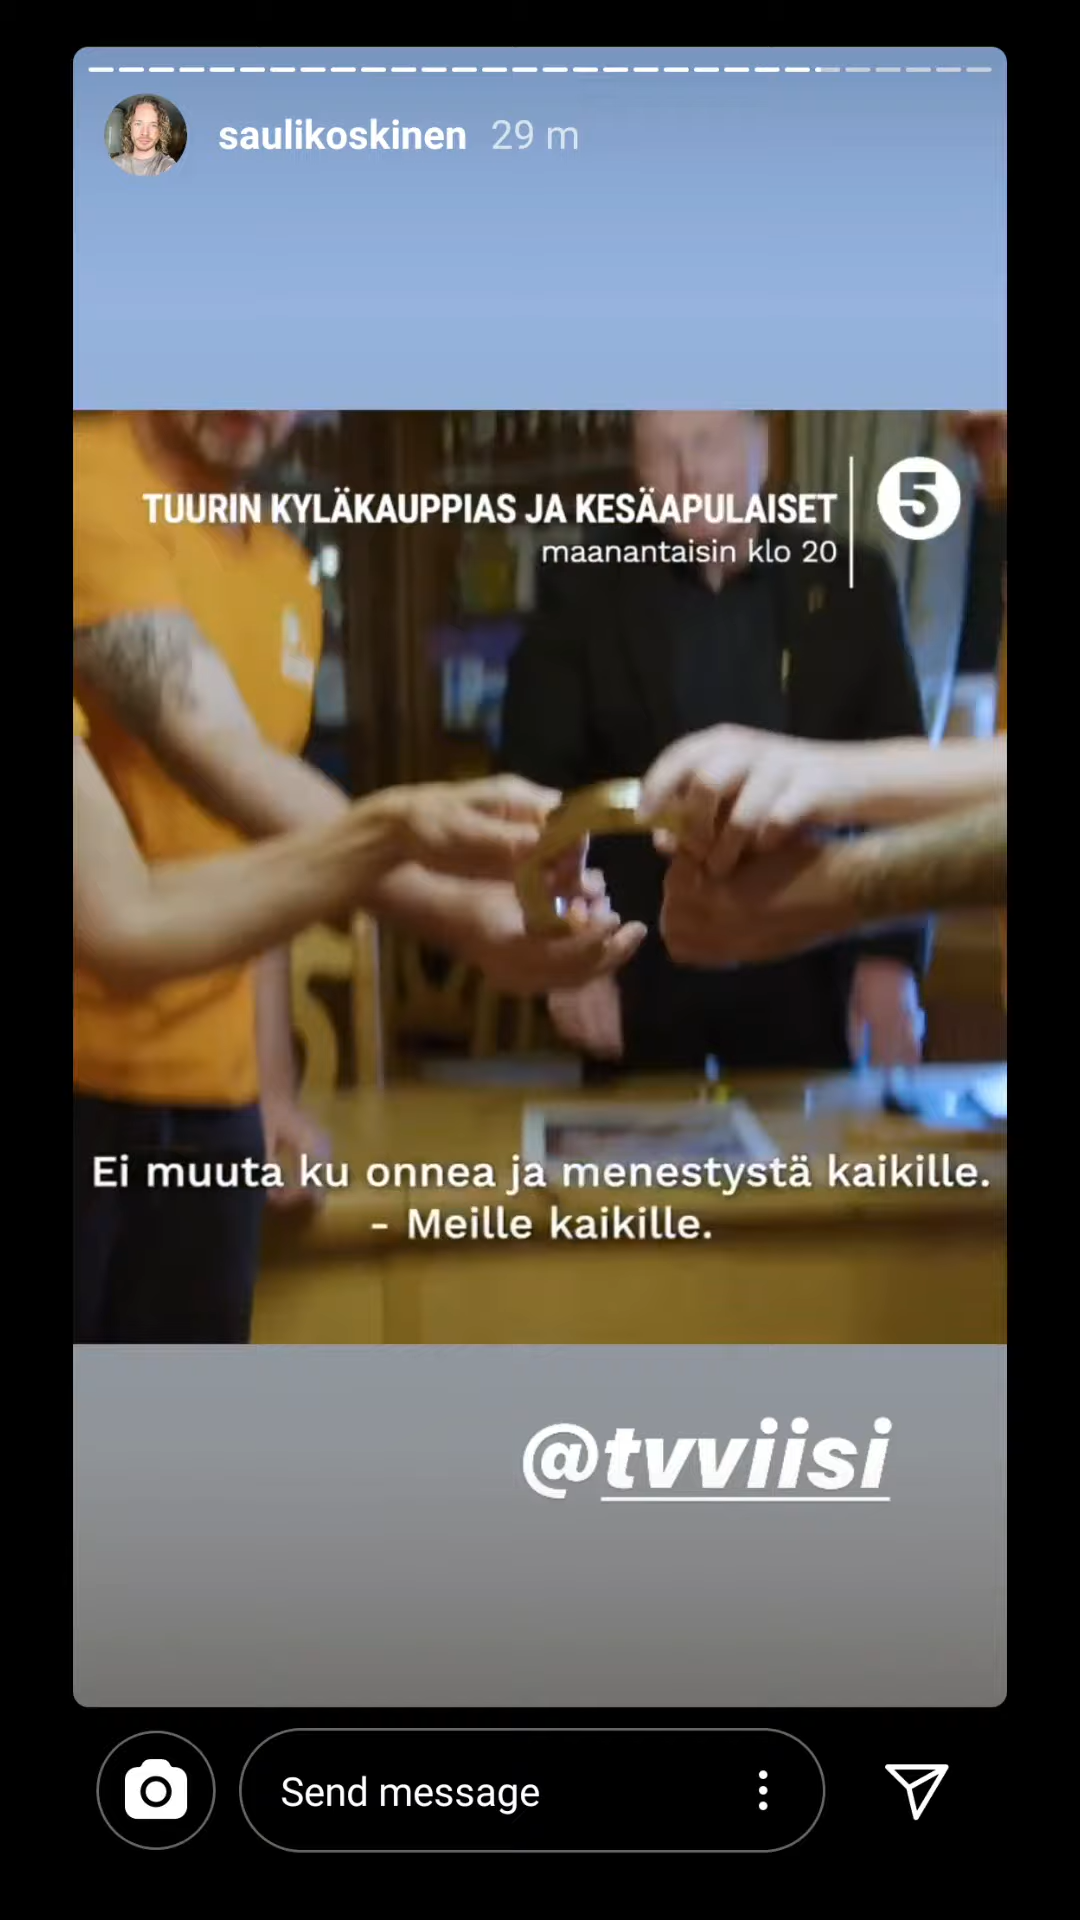 saulikoskinen 29 m
TUURIN KYLÄKAUPPIAS JA KESÄAPULAISET
maanantaisin klo 20
5
Ei muuta ku onnea ja menestystä kaikille.
- Meille kaikille.
@tvviisi
Send message